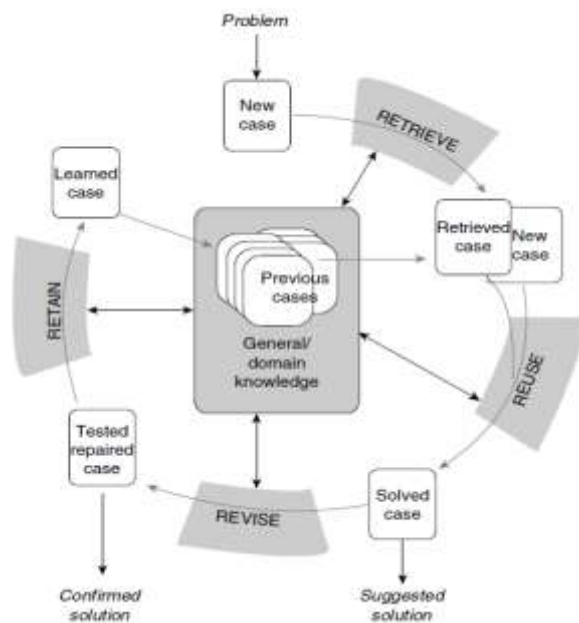 Problem
New
case
RETRIEVE
Learned
case
Retrieved
case
New
case
Previous
cases
General/
domain
knowledge
RETAIN
REUSE
Tested
repaired
case
REVISE
Solved
case
Confirmed
solution
Suggested
solution